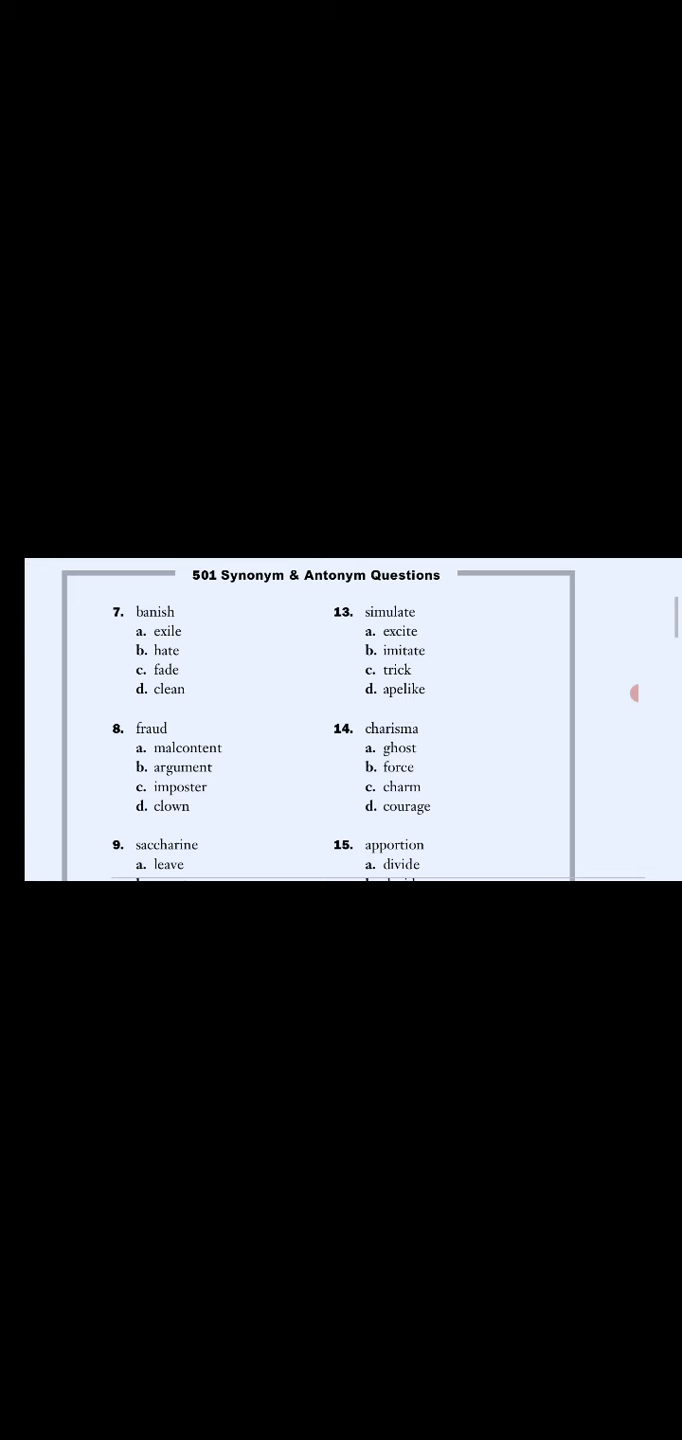 501 Synonym & Antonym Questions
7. banish
a. exile
b. hate
c. fade
d. clean
8. fraud
a. malcontent
b. argument
c. imposter
d. clown
9. saccharine
a. leave
13. simulate
a. excite
b. imitate
c. trick
d. apelike
14. charisma
a. ghost
b. force
c. charm
d. courage
15. apportion
a. divide